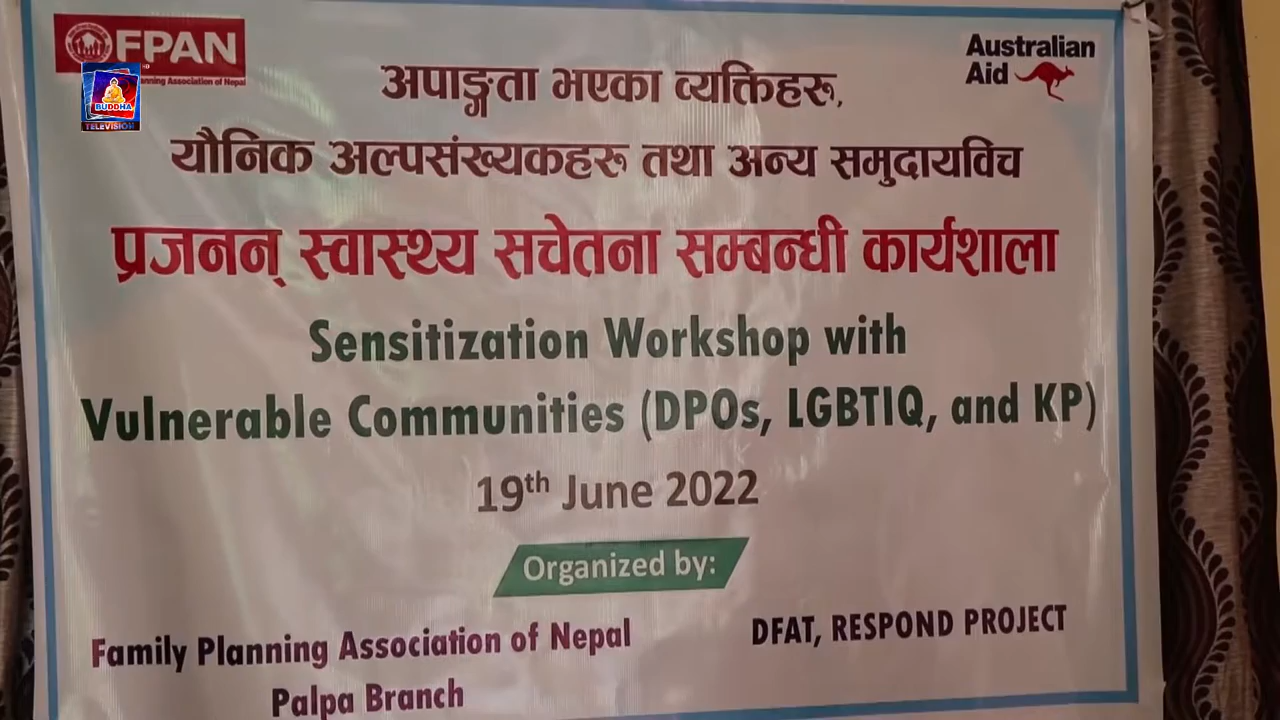 FPAN
nning Association of Nepal
HD
BUDDHA
TELEVISION
Australian
Aid
अपाङ्गता भएका व्यक्तिहरू,
यौनिक अल्पसंख्यकहरू तथा अन्य समुदायविच
प्रजनन् स्वास्थ्य सचेतना सम्बन्धी कार्यशाला
Sensitization Workshop with
Vulnerable Communities (DPOs, LGBTIQ, and KP)
19th June 2022
Organized by:
Family Planning Association of Nepal
Palpa Branch
DFAT, RESPOND PROJECT